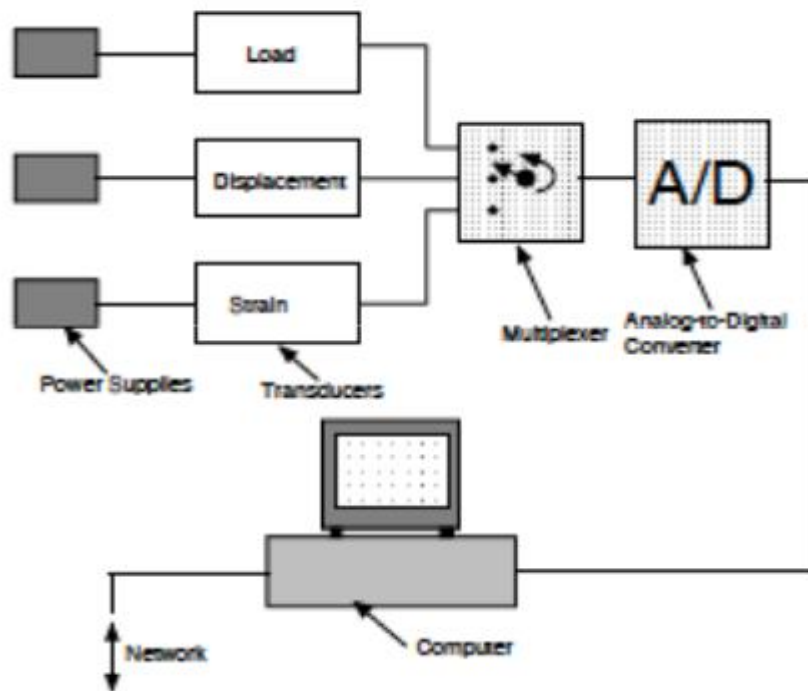 Load
Displacement
A/D
Strain
Multiplexer
Analog-to-Digital
Converter
Power Supplies
Transducers
Computer
Network